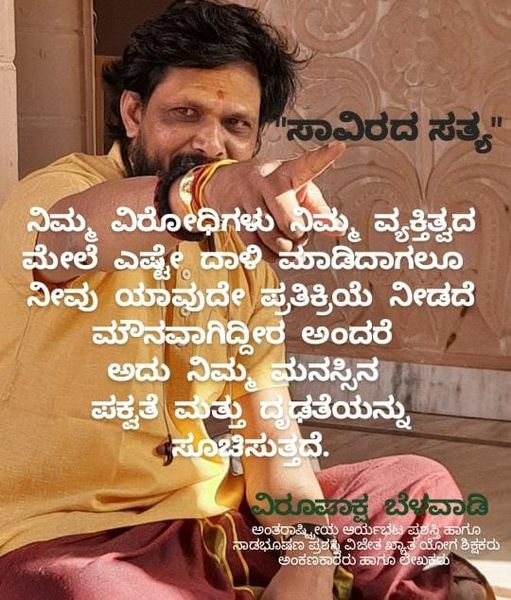 "ಸಾವಿರದ ಸತ್ಯ"
ನಿಮ್ಮ ವಿರೋಧಿಗಳು ನಿಮ್ಮ ವ್ಯಕ್ತಿತ್ವದ
ಮೇಲೆ ಎಷ್ಟೇ ದಾಳಿ ಮಾಡಿದಾಗಲೂ
ನೀವು ಯಾವುದೇ ಪ್ರತಿಕ್ರಿಯೆ ನೀಡದೆ
ಮೌನವಾಗಿದ್ದೀರ ಅಂದರೆ
ಅದು ನಿಮ್ಮ ಮನಸ್ಸಿನ
ಪಕ್ವತೆ ಮತ್ತು ದೃಢತೆಯನ್ನು
ಸೂಚಿಸುತ್ತದೆ.
ವಿರೂಪಾಕ್ಷ ಬೆಳವಾಡಿ
ಅಂತರಾಷ್ಟ್ರೀಯ ಆರ್ಯಭಟ ಪ್ರಶಸ್ತಿ ಹಾಗೂ
ನಾಡಭೂಷಣ ಪ್ರಶಸ್ತಿ ವಿಜೇತ ಖ್ಯಾತ ಯೋಗ ಶಿಕ್ಷಕರು
ಅಂಕಣಕಾರರು ಹಾಗೂ ಲೇಖಕರು